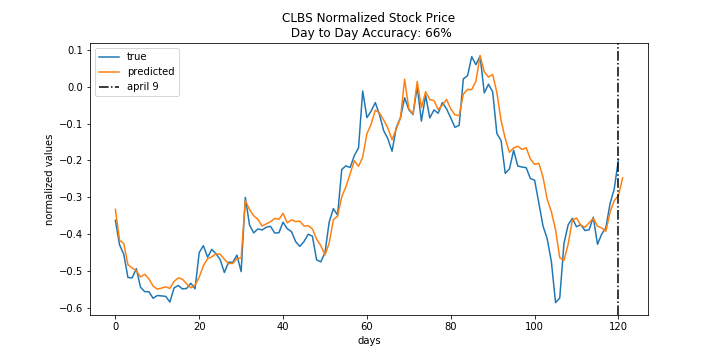 CLBS Normalized Stock Price
Day to Day Accuracy: 66%
true
predicted
april 9
normalized values
0.1
0.0
−0.1
−0.2
−0.3
−0.4
−0.5
−0.6
0
20
40
60
80
100
120
days